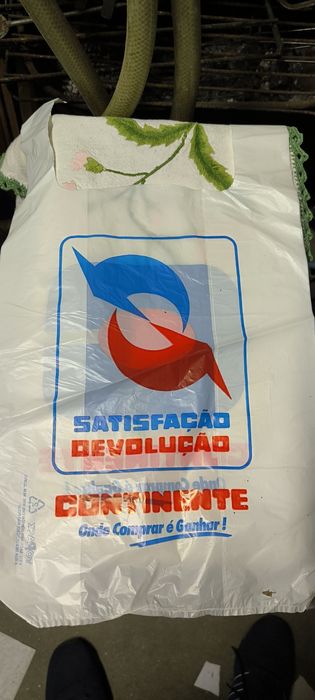 SATISFAÇÃO
DEVOLUÇÃO
CONTINENTE
Onde Comprar é Ganhar!